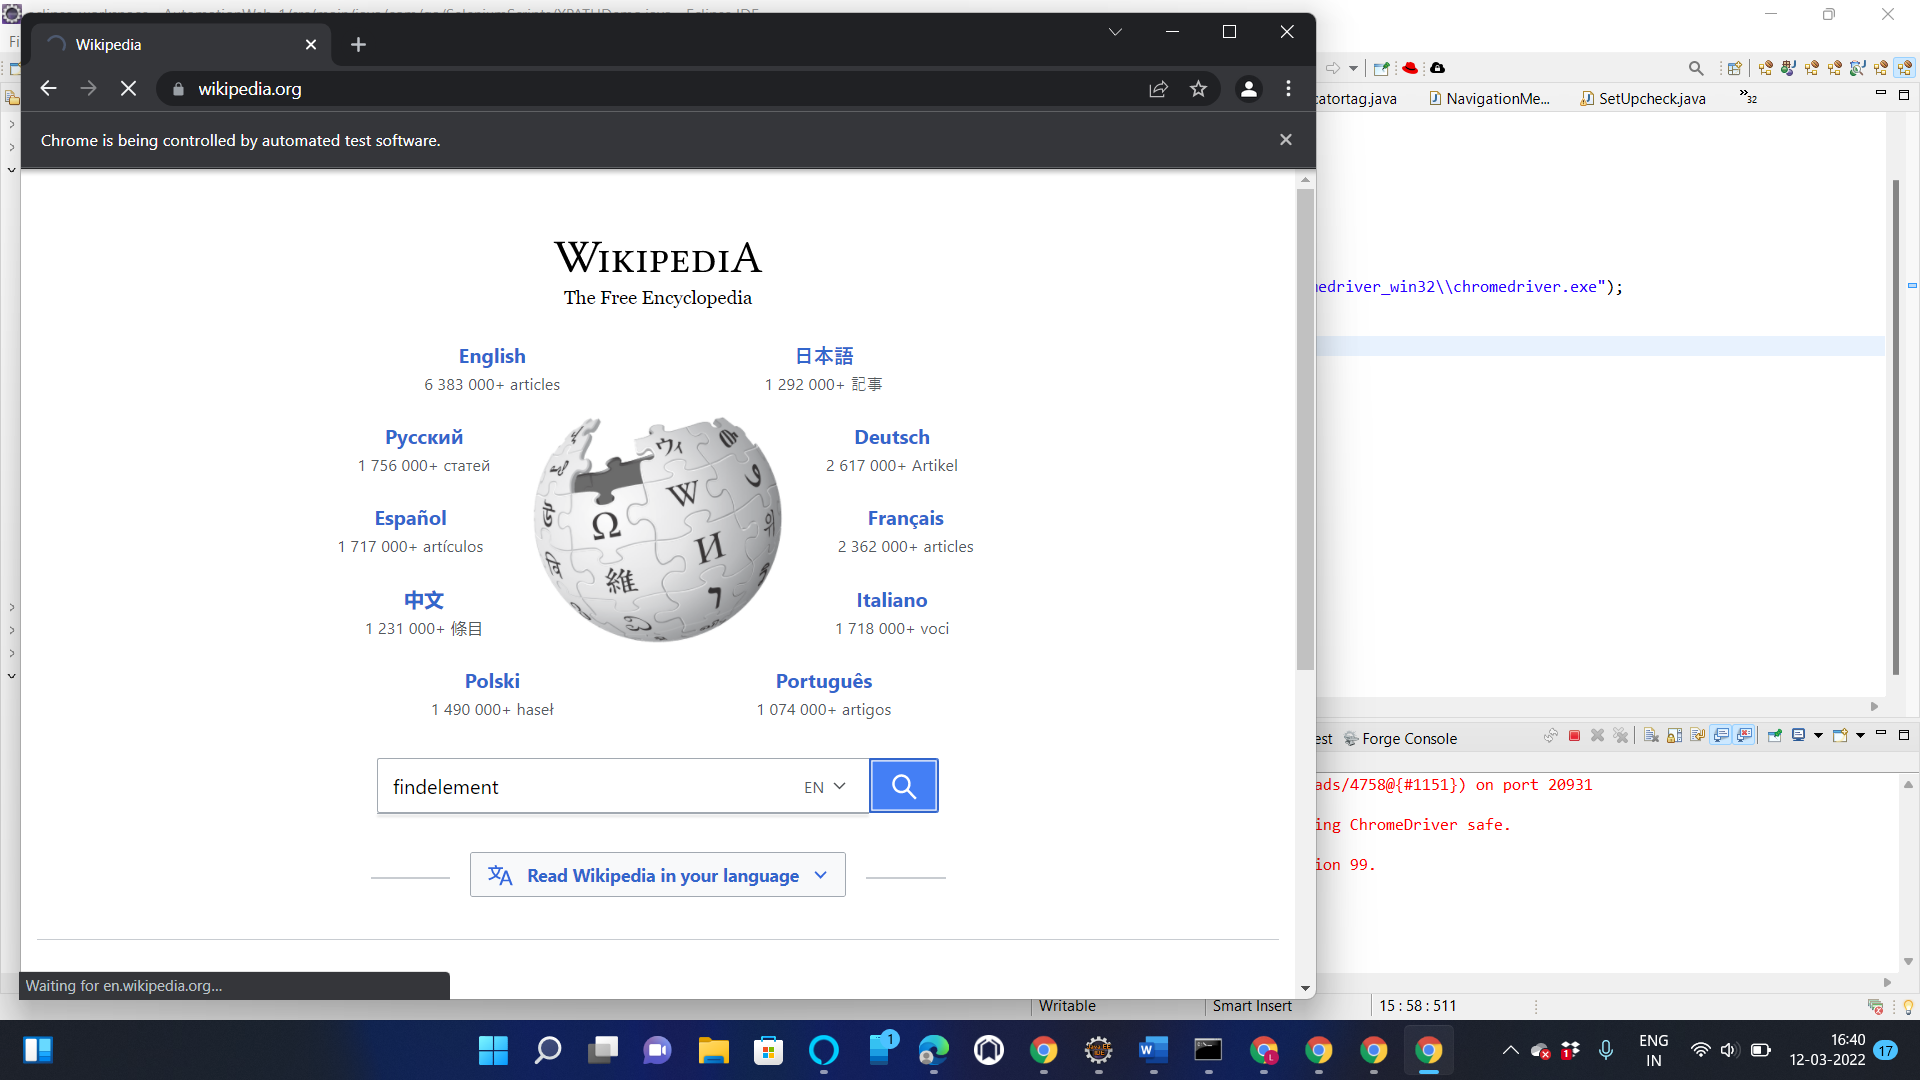 Wikipedia
wikipedia.org
Chrome is being controlled by automated test software.
WIKIPEDIA
The Free Encyclopedia
English
6 383 000+ articles
日本語
1 292 000+ 記事
Русский
1 756 000+ статей
Deutsch
2 617 000+ Artikel
Español
1 717 000+ artículos
Français
2 362 000+ articles
中文
1 231 000+ 條目
Italiano
1 718 000+ voci
Polski
1 490 000+ haseł
Português
1 074 000+ artigos
findelement
EN
Read Wikipedia in your language
Waiting for en.wikipedia.org...
catortag.java
NavigationMe...
SetUpcheck.java
32
medriver_win32\\chromedriver.exe");
est
Forge Console
ads/4758@{#1151}) on port 20931
ing ChromeDriver safe.
ion 99.
Writable
Smart Insert
15 : 58 : 511
1
W
L
1
ENG
IN
16:40
12-03-2022
17